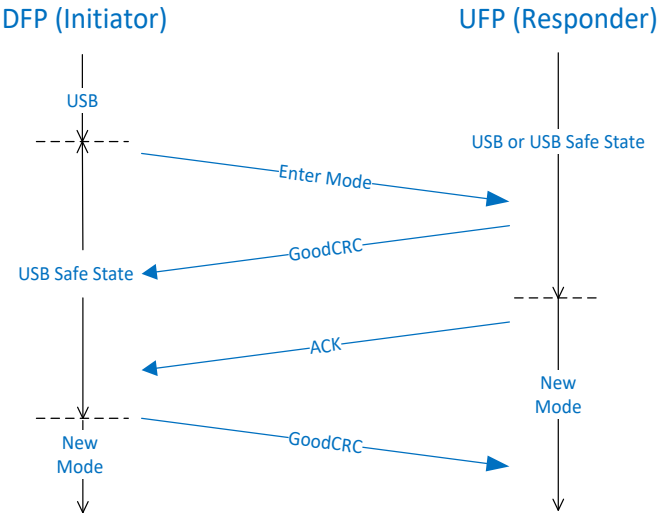 DFP (Initiator)
UFP (Responder)
USB
USB or USB Safe State
Enter Mode
GoodCRC
USB Safe State
ACK
New
Mode
GoodCRC
New
Mode